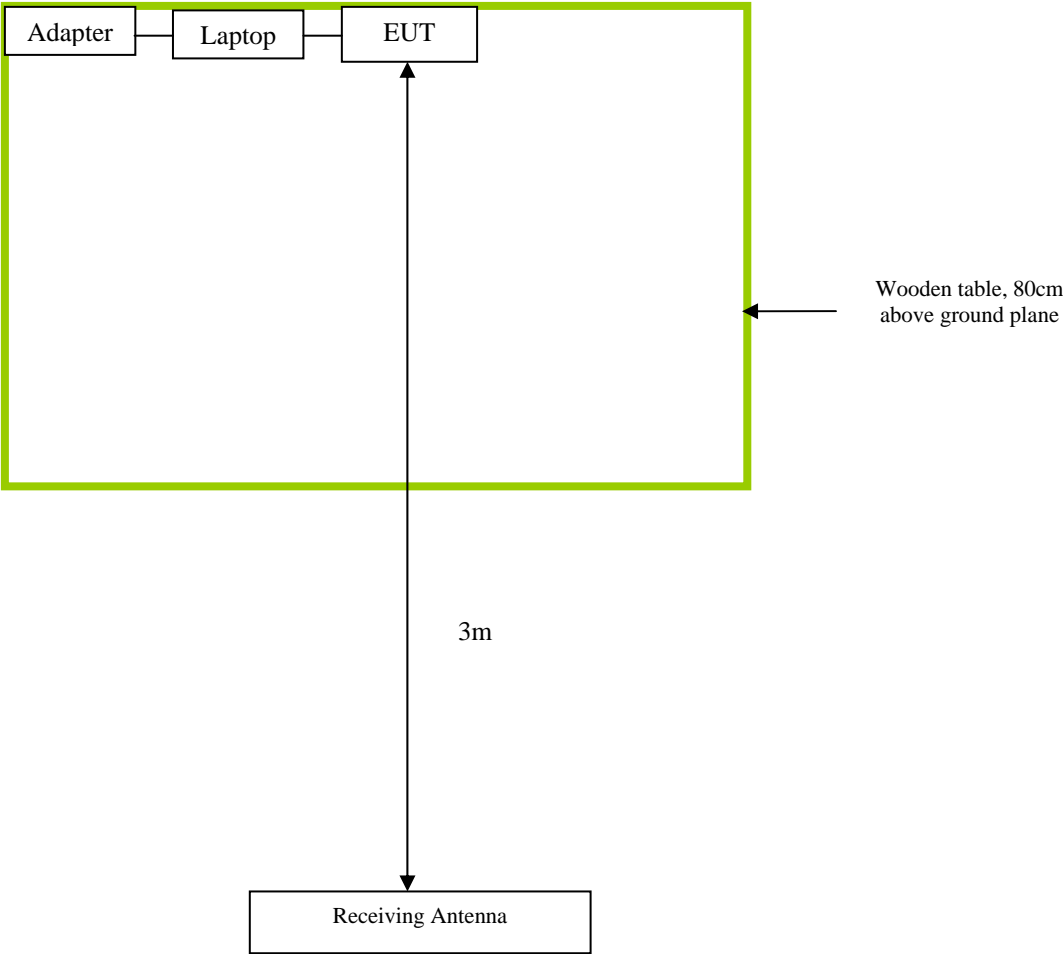 Adapter
Laptop
EUT
Wooden table, 80cm
above ground plane
3m
Receiving Antenna